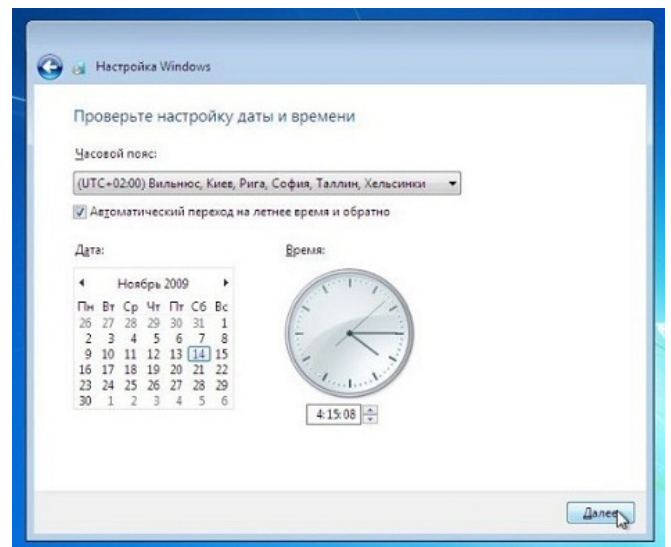 Настройка Windows
Проверьте настройку даты и времени
Часовой пояс:
(UTC+02:00) Вильнюс, Киев, Рига, София, Таллин, Хельсинки
Автоматический переход на летнее время и обратно
Дата: Время:
Ноябрь 2009
Пн Вт Ср Чт Пт Сб Вс
26 27 28 29 30 31 1
2 3 4 5 6 7 8
9 10 11 12 13 14 15
16 17 18 19 20 21 22
23 24 25 26 27 28 29
30 1 2 3 4 5 6
4:15:08
Далее